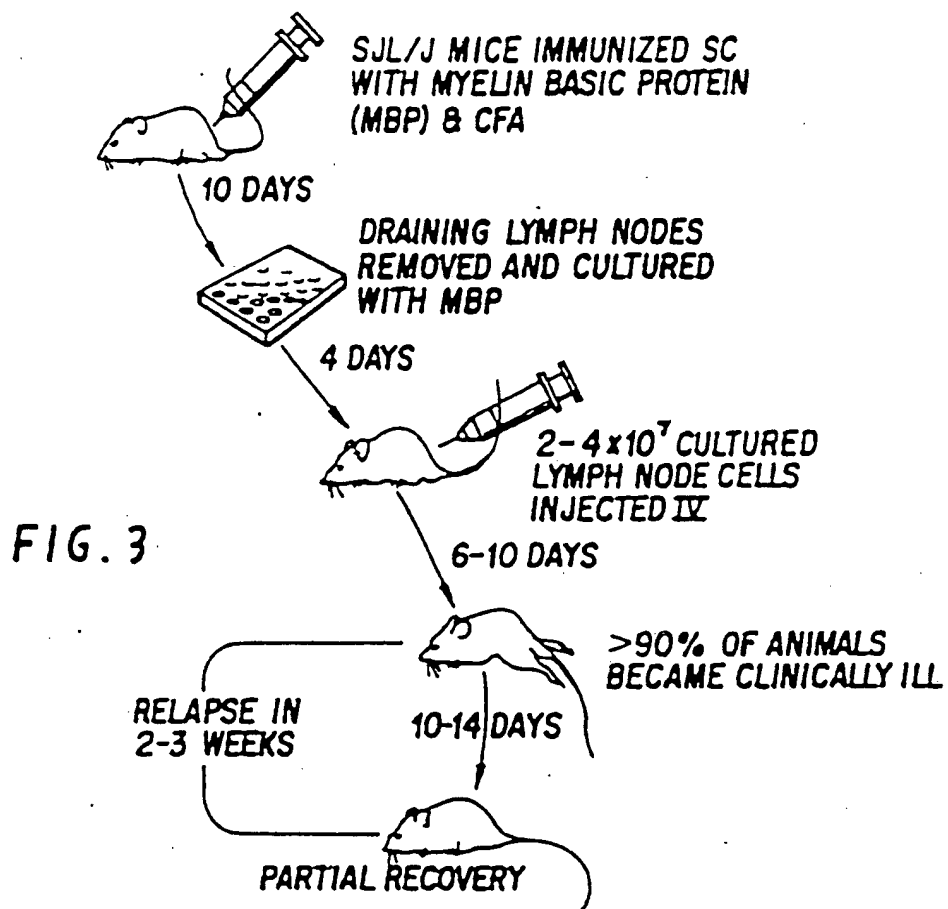 SJL/J MICE IMMUNIZED SC
WITH MYELIN BASIC PROTEIN
(MBP) & CFA
10 DAYS
DRAINING LYMPH NODES
REMOVED AND CULTURED
WITH MBP
4 DAYS
2-4x10⁷ CULTURED
LYMPH NODE CELLS
INJECTED IV
FIG. 3
6-10 DAYS
>90% OF ANIMALS
BECAME CLINICALLY ILL
RELAPSE IN
2-3 WEEKS
10-14 DAYS
PARTIAL RECOVERY